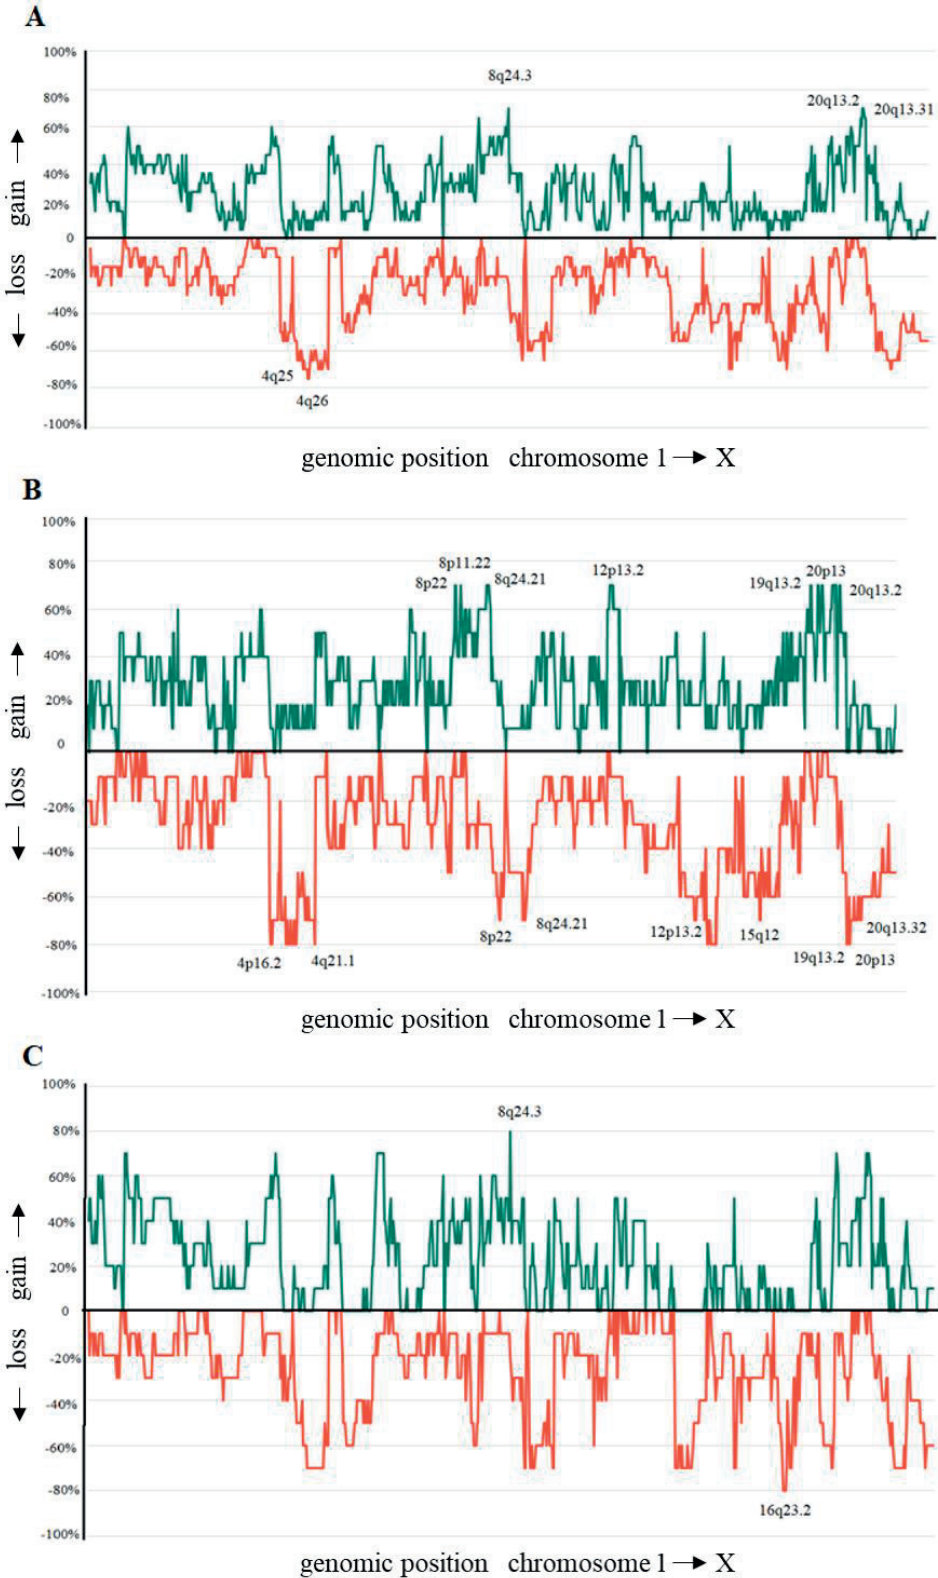 A
100%
8q24.3
80%
20q13.2
20q13.31
60%
40%
20%
0
-20%
-40%
-60%
4q25
-80%
4q26
-100%
gain
loss
genomic position chromosome 1 → X
B
100%
80%
8p11.22
8p22
8q24.21
12p13.2
19q13.2
20p13
20q13.2
60%
40%
20%
0
-20%
-40%
-60%
8p22
8q24.21
12p13.2
15q12
20q13.32
-80%
4p16.2
4q21.1
19q13.2
20p13
-100%
gain
loss
genomic position chromosome 1 → X
C
100%
8q24.3
80%
60%
40%
20%
0
-20%
-40%
-60%
-80%
16q23.2
-100%
gain
loss
genomic position chromosome 1 → X